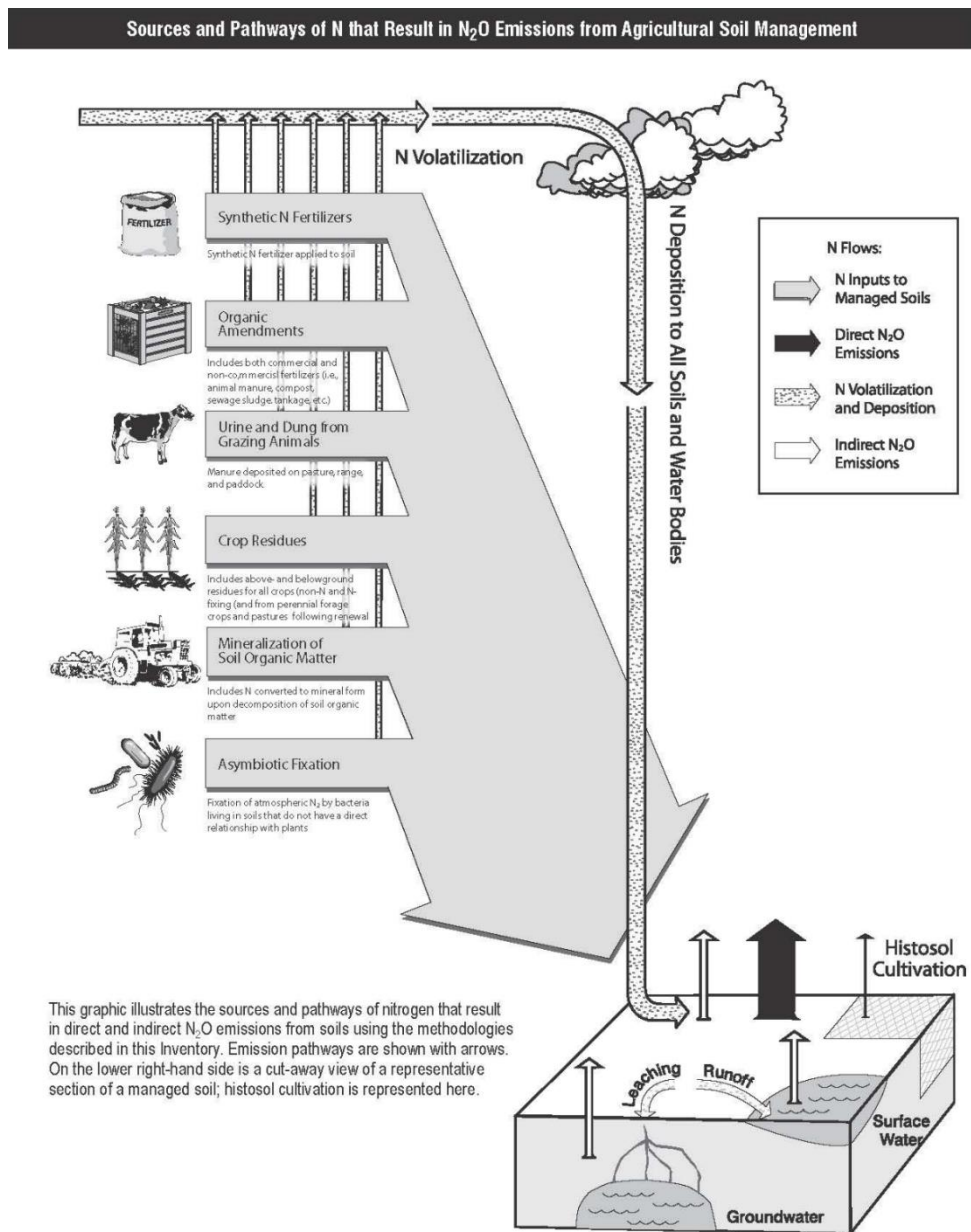 Sources and Pathways of N that Result in N₂O Emissions from Agricultural Soil Management
N Volatilization
FERTILIZER
Synthetic N Fertilizers
Synthetic N fertilizer applied to soil
Organic
Amendments
Includes both commercial and
non-co,mmercisl fertilizers (i.e.,
animal manure, compost,
sewage sludge, tankage, etc.)
Urine and Dung from
Grazing Animals
Manure deposited on pasture, range,
and paddock
Crop Residues
Includes above- and belowground
residues for all crops (non-N and N-
fixing (and from perennial forage
crops and pastures following renewal
Mineralization of
Soil Organic Matter
Includes N converted to mineral form
upon decomposition of soil organic
matter
Asymbiotic Fixation
Fixation of atmospheric N₂ by bacteria
living in soils that do not have a direct
relationship with plants
N Deposition to All Soils and Water Bodies
N Flows:
N Inputs to
Managed Soils
Direct N₂O
Emissions
N Volatilization
and Deposition
Indirect N₂O
Emissions
This graphic illustrates the sources and pathways of nitrogen that result
in direct and indirect N₂O emissions from soils using the methodologies
described in this Inventory. Emission pathways are shown with arrows.
On the lower right-hand side is a cut-away view of a representative
section of a managed soil; histosol cultivation is represented here.
Histosol
Cultivation
Leaching
Runoff
Surface
Water
Groundwater